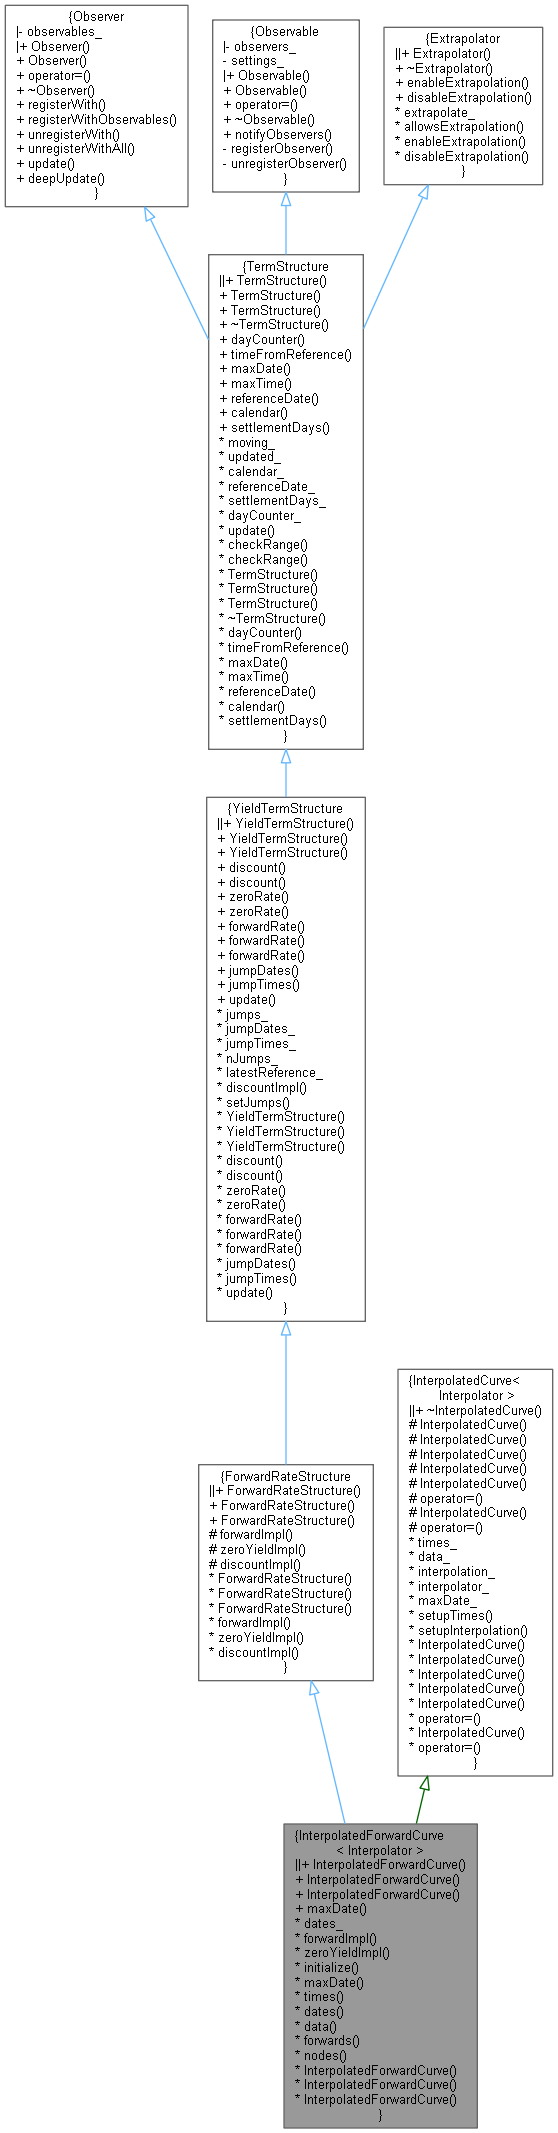 {Observer
|- observables_
|+ Observer()
+ Observer()
+ operator=()
+ ~Observer()
+ registerWith()
+ registerWithObservables()
+ unregisterWith()
+ unregisterWithAll()
+ update()
+ deepUpdate()
}
{Observable
|- observers_
- settings_
|+ Observable()
+ Observable()
+ operator=()
+ ~Observable()
+ notifyObservers()
- registerObserver()
- unregisterObserver()
}
{Extrapolator
||+ Extrapolator()
+ ~Extrapolator()
+ enableExtrapolation()
+ disableExtrapolation()
* extrapolate_
* allowsExtrapolation()
* enableExtrapolation()
* disableExtrapolation()
}
{TermStructure
||+ TermStructure()
+ TermStructure()
+ TermStructure()
+ ~TermStructure()
+ dayCounter()
+ timeFromReference()
+ maxDate()
+ maxTime()
+ referenceDate()
+ calendar()
+ settlementDays()
* moving_
* updated_
* calendar_
* referenceDate_
* settlementDays_
* dayCounter_
* update()
* checkRange()
* checkRange()
* TermStructure()
* TermStructure()
* TermStructure()
* ~TermStructure()
* dayCounter()
* timeFromReference()
* maxDate()
* maxTime()
* referenceDate()
* calendar()
* settlementDays()
}
{YieldTermStructure
||+ YieldTermStructure()
+ YieldTermStructure()
+ YieldTermStructure()
+ discount()
+ discount()
+ zeroRate()
+ zeroRate()
+ forwardRate()
+ forwardRate()
+ forwardRate()
+ jumpDates()
+ jumpTimes()
+ update()
* jumps_
* jumpDates_
* jumpTimes_
* nJumps_
* latestReference_
* discountImpl()
* setJumps()
* YieldTermStructure()
* YieldTermStructure()
* YieldTermStructure()
* discount()
* discount()
* zeroRate()
* zeroRate()
* forwardRate()
* forwardRate()
* forwardRate()
* jumpDates()
* jumpTimes()
* update()
}
{InterpolatedCurve<
Interpolator >
||+ ~InterpolatedCurve()
# InterpolatedCurve()
# InterpolatedCurve()
# InterpolatedCurve()
# InterpolatedCurve()
# InterpolatedCurve()
# operator=()
# InterpolatedCurve()
# operator=()
* times_
* data_
* interpolation_
* interpolator_
* maxDate_
* setupTimes()
* setupInterpolation()
* InterpolatedCurve()
* InterpolatedCurve()
* InterpolatedCurve()
* InterpolatedCurve()
* InterpolatedCurve()
* operator=()
* InterpolatedCurve()
* operator=()
}
{ForwardRateStructure
||+ ForwardRateStructure()
+ ForwardRateStructure()
+ ForwardRateStructure()
# forwardImpl()
# zeroYieldImpl()
# discountImpl()
* ForwardRateStructure()
* ForwardRateStructure()
* ForwardRateStructure()
* forwardImpl()
* zeroYieldImpl()
* discountImpl()
}
{InterpolatedForwardCurve
< Interpolator >
||+ InterpolatedForwardCurve()
+ InterpolatedForwardCurve()
+ InterpolatedForwardCurve()
+ maxDate()
* dates_
* forwardImpl()
* zeroYieldImpl()
* initialize()
* maxDate()
* times()
* dates()
* data()
* forwards()
* nodes()
* InterpolatedForwardCurve()
* InterpolatedForwardCurve()
* InterpolatedForwardCurve()
}